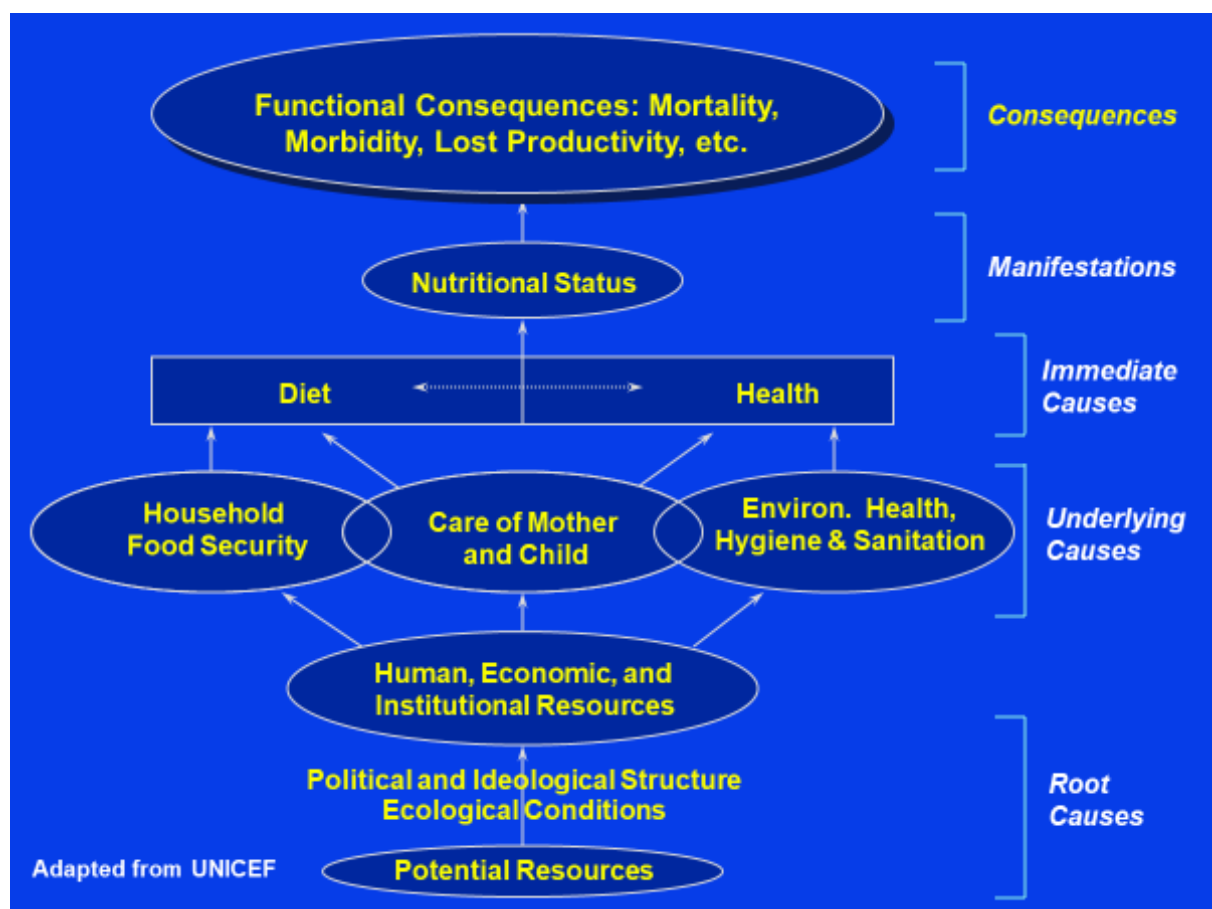 Functional Consequences: Mortality,
Morbidity, Lost Productivity, etc.
Consequences
Nutritional Status
Manifestations
Diet
Health
Immediate
Causes
Household
Food Security
Care of Mother
and Child
Environ. Health,
Hygiene & Sanitation
Underlying
Causes
Human, Economic, and
Institutional Resources
Political and Ideological Structure
Ecological Conditions
Root
Causes
Potential Resources
Adapted from UNICEF